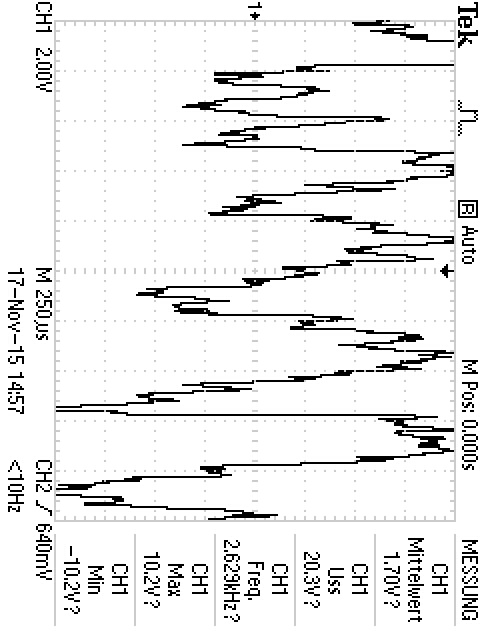 Tek
R Auto
M Pos: 0.000s
MESSUNG
CH1
Mittelwert
1.70V?
CH1
Uss
20.3V?
CH1
Freq.
2.629kHz?
CH1
Max
10.2V?
CH1
Min
-10.2V?
1
CH1 2.00V
M 250µs
CH2 / 640mV
17-Nov-15 14:57
<10Hz